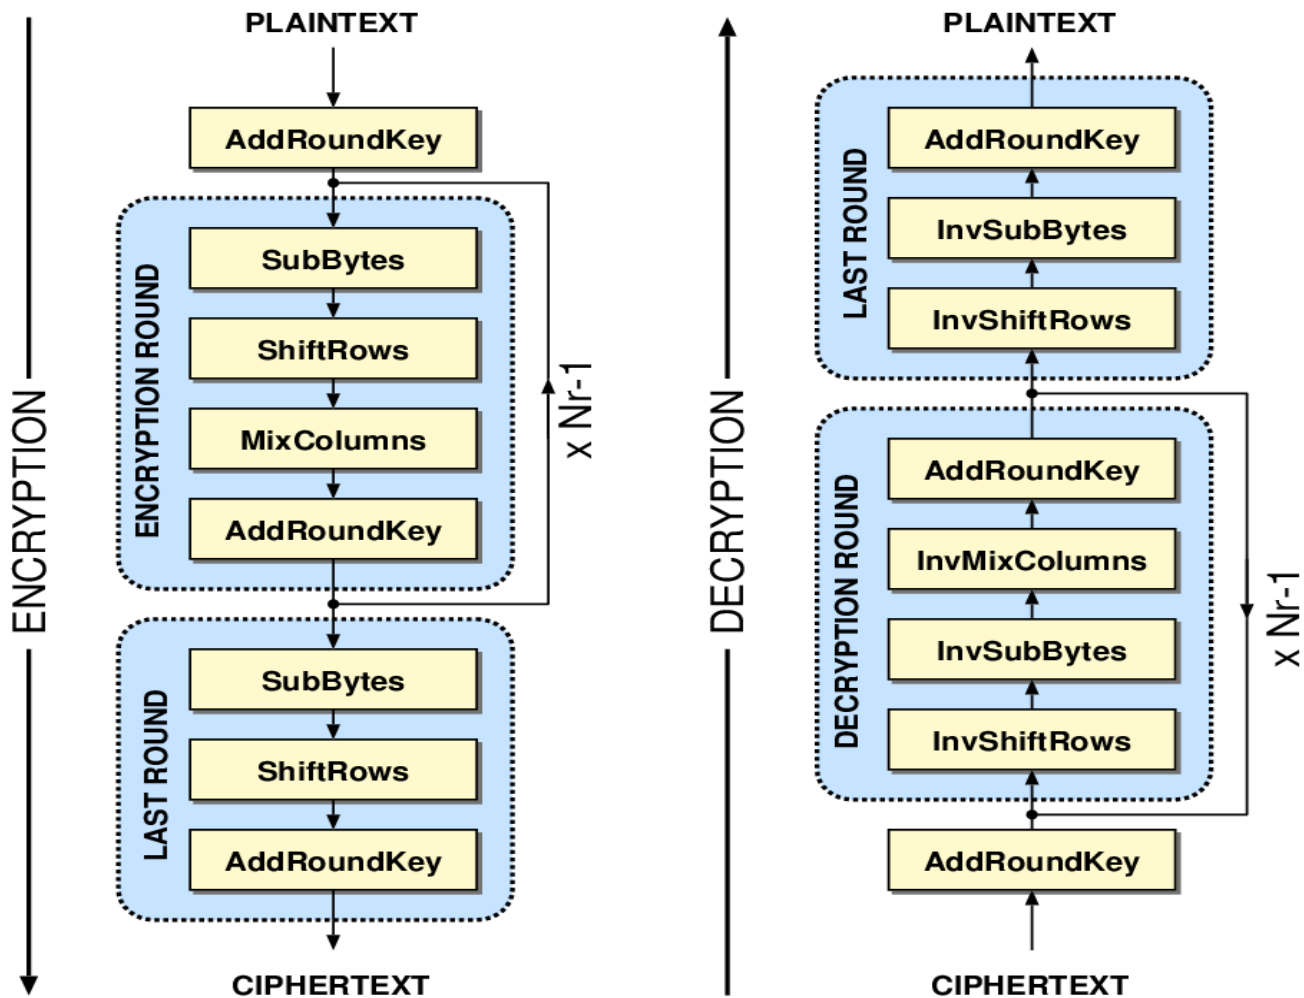 PLAINTEXT
AddRoundKey
ENCRYPTION ROUND
SubBytes
ShiftRows
MixColumns
AddRoundKey
x Nr-1
LAST ROUND
SubBytes
ShiftRows
AddRoundKey
CIPHERTEXT
ENCRYPTION
PLAINTEXT
LAST ROUND
AddRoundKey
InvSubBytes
InvShiftRows
DECRYPTION ROUND
AddRoundKey
InvMixColumns
InvSubBytes
InvShiftRows
x Nr-1
AddRoundKey
CIPHERTEXT
DECRYPTION